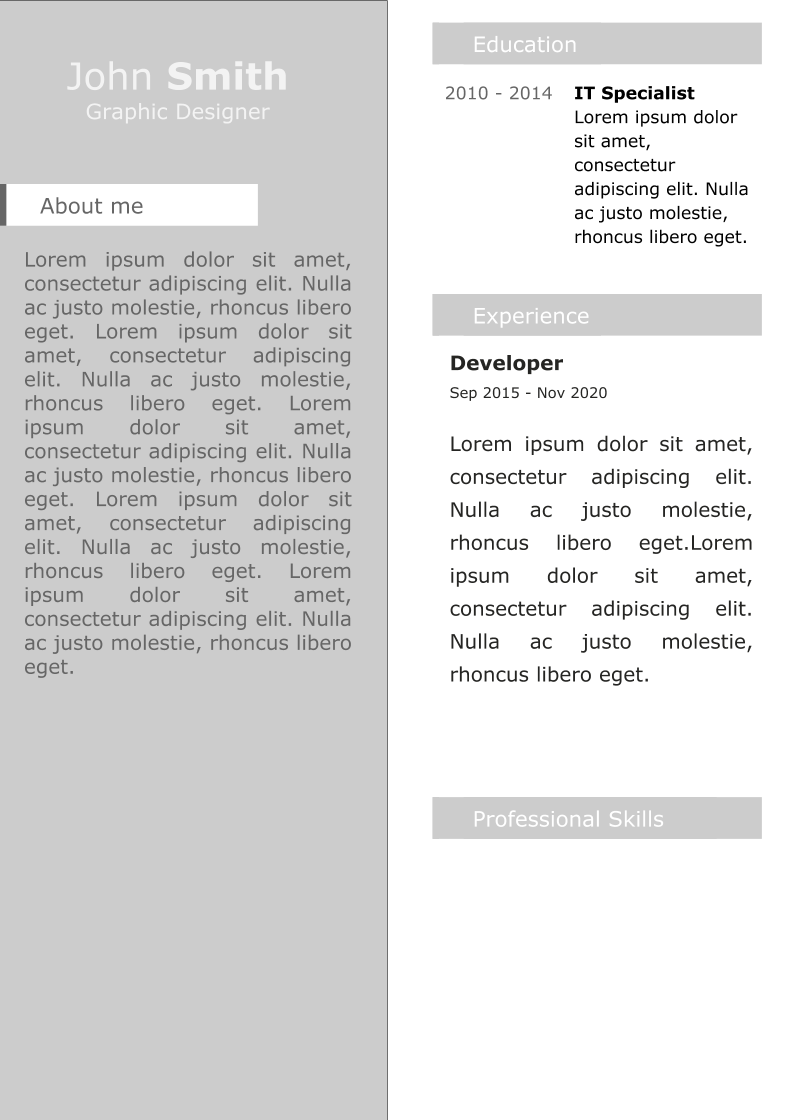 John Smith
Graphic Designer
About me
Lorem ipsum dolor sit amet,
consectetur adipiscing elit. Nulla
ac justo molestie, rhoncus libero
eget. Lorem ipsum dolor sit
amet, consectetur adipiscing
elit. Nulla ac justo molestie,
rhoncus libero eget. Lorem
ipsum dolor sit amet,
consectetur adipiscing elit. Nulla
ac justo molestie, rhoncus libero
eget. Lorem ipsum dolor sit
amet, consectetur adipiscing
elit. Nulla ac justo molestie,
rhoncus libero eget. Lorem
ipsum dolor sit amet,
consectetur adipiscing elit. Nulla
ac justo molestie, rhoncus libero
eget.
Education
2010 - 2014 IT Specialist
Lorem ipsum dolor
sit amet,
consectetur
adipiscing elit. Nulla
ac justo molestie,
rhoncus libero eget.
Experience
Developer
Sep 2015 - Nov 2020
Lorem ipsum dolor sit amet,
consectetur adipiscing elit.
Nulla ac justo molestie,
rhoncus libero eget.Lorem
ipsum dolor sit amet,
consectetur adipiscing elit.
Nulla ac justo molestie,
rhoncus libero eget.
Professional Skills